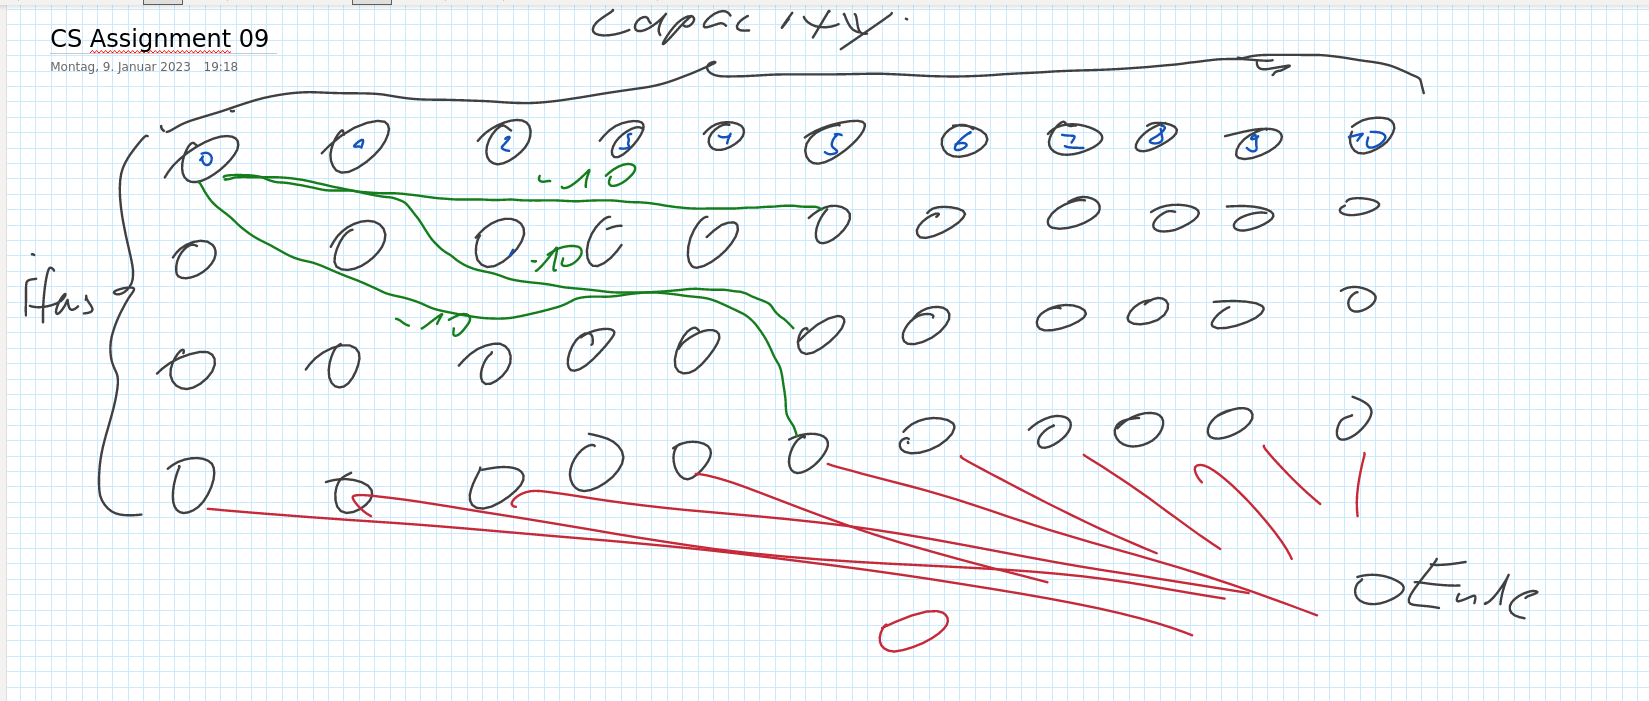 CS Assignment 09
Montag, 9. Januar 2023 19:18
Capacity.
0 1 2 3 4 5 6 7 8 9 10
-10
-10
-10
0
Ende